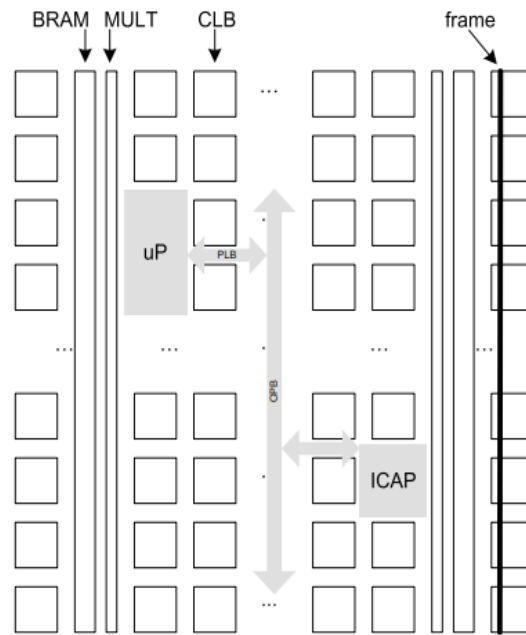 BRAM MULT CLB frame
...
uP
PLB
... ... ... ...
OPB
ICAP
...